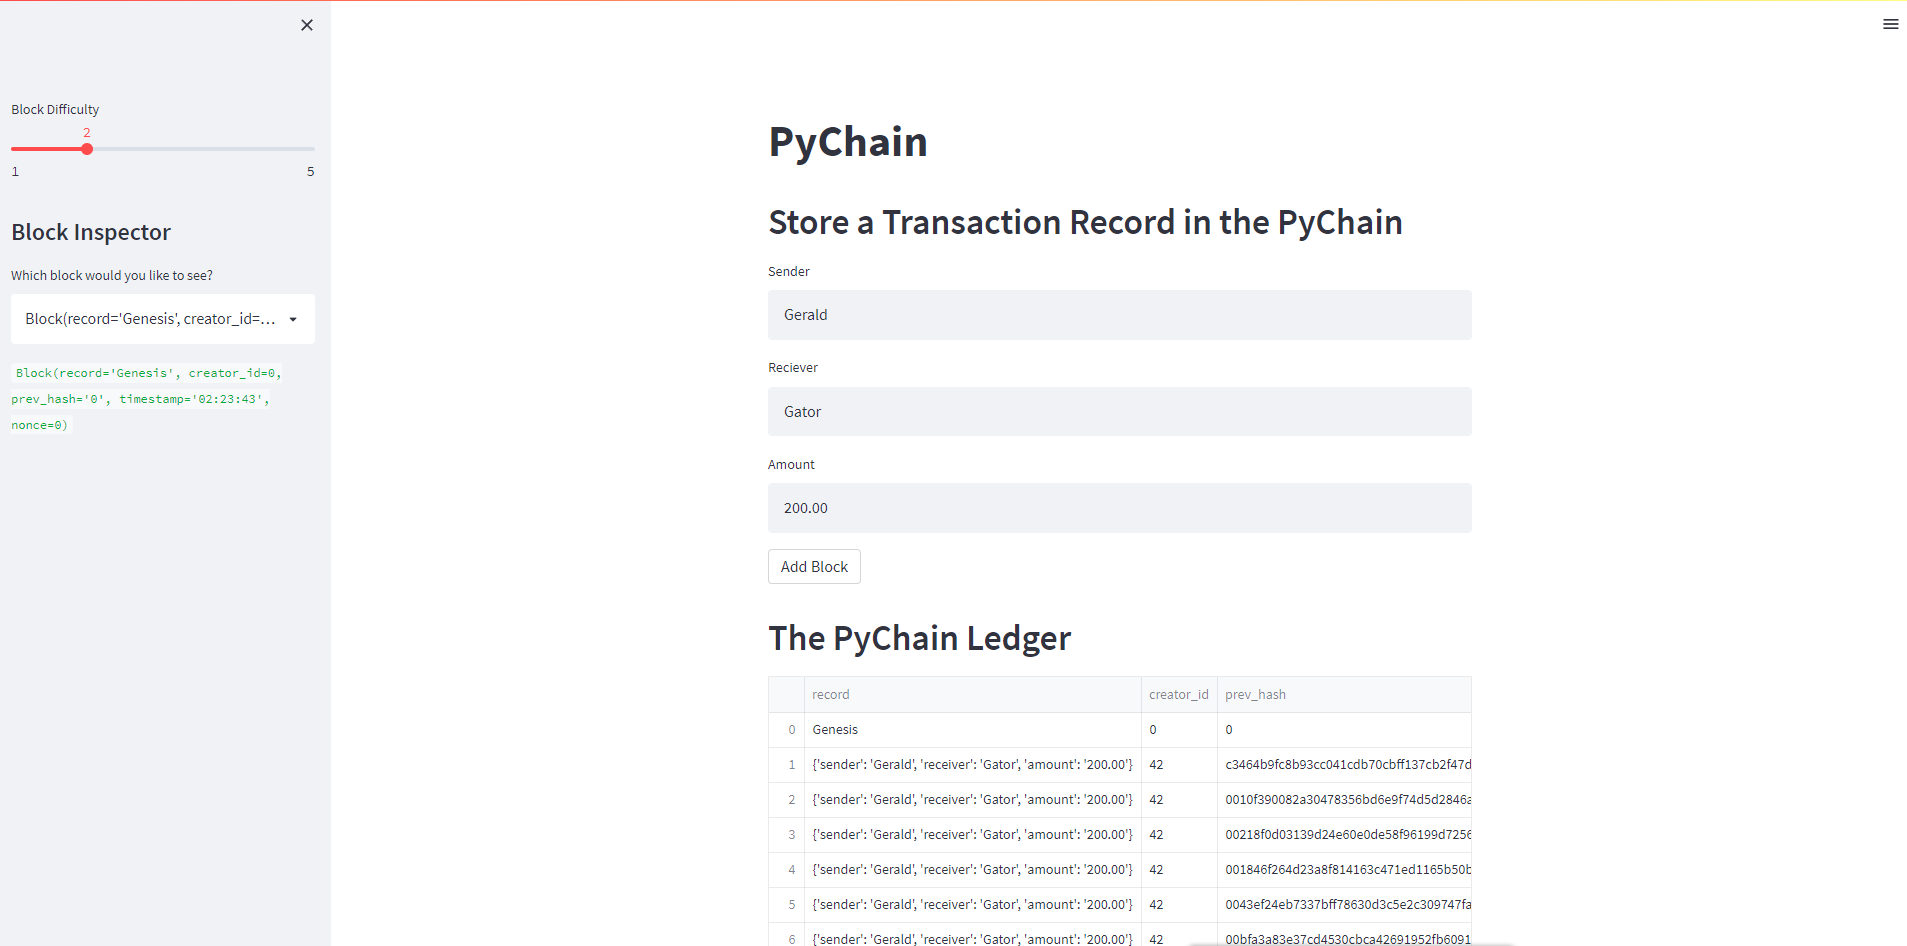 Block Difficulty
2
1 5
Block Inspector
Which block would you like to see?
Block(record='Genesis', creator_id=...
Block(record='Genesis', creator_id=0,
prev_hash='0', timestamp='02:23:43',
nonce=0)
PyChain
Store a Transaction Record in the PyChain
Sender
Gerald
Reciever
Gator
Amount
200.00
Add Block
The PyChain Ledger
record creator_id prev_hash
0 Genesis 0 0
1 {'sender': 'Gerald', 'receiver': 'Gator', 'amount': '200.00'} 42 c3464b9fc8b93cc041cdb70cbff137cb2f47d
2 {'sender': 'Gerald', 'receiver': 'Gator', 'amount': '200.00'} 42 0010f390082a30478356bd6e9f74d5d2846a
3 {'sender': 'Gerald', 'receiver': 'Gator', 'amount': '200.00'} 42 00218f0d03139d24e60e0de58f96199d7256
4 {'sender': 'Gerald', 'receiver': 'Gator', 'amount': '200.00'} 42 001846f264d23a8f814163c471ed1165b50b
5 {'sender': 'Gerald', 'receiver': 'Gator', 'amount': '200.00'} 42 0043ef24eb7337bff78630d3c5e2c309747fa
6 {'sender': 'Gerald', 'receiver': 'Gator', 'amount': '200.00'} 42 00bfa3a83e37cd4530cbca42691952fb6091